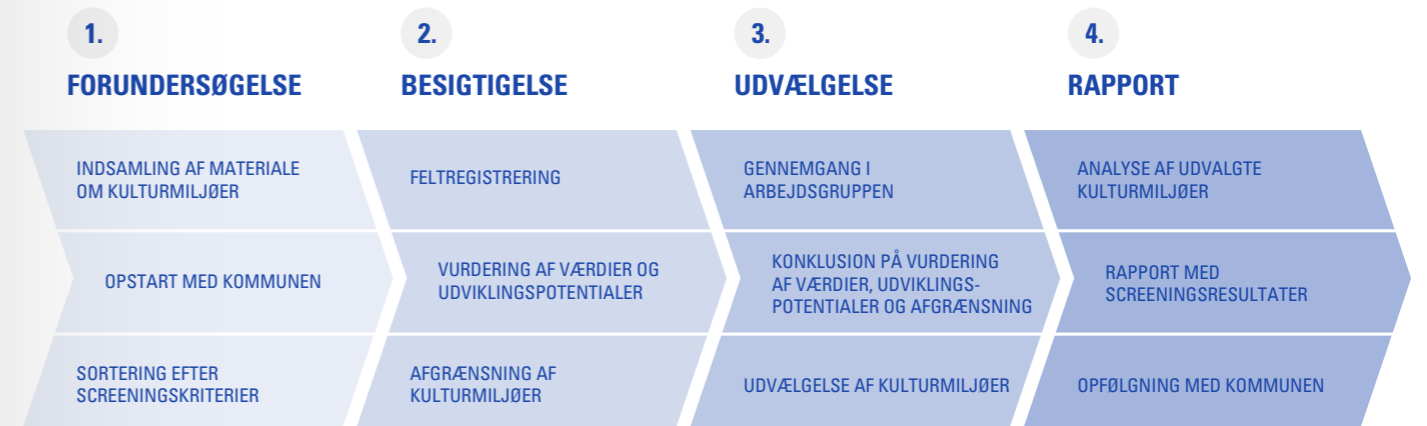 1.
FORUNDERSØGELSE
INDSAMLING AF MATERIALE
OM KULTURMILJØER
OPSTART MED KOMMUNEN
SORTERING EFTER
SCREENINGSKRITERIER
2.
BESIGTIGELSE
FELTREGISTRERING
VURDERING AF VÆRDIER OG
UDVIKLINGSPOTENTIALER
AFGRÆNSNING AF
KULTURMILJØER
3.
UDVÆLGELSE
GENNEMGANG I
ARBEJDSGRUPPEN
KONKLUSION PÅ VURDERING
AF VÆRDIER, UDVIKLINGS-
POTENTIALER OG AFGRÆNSNING
UDVÆLGELSE AF KULTURMILJØER
4.
RAPPORT
ANALYSE AF UDVALGTE
KULTURMILJØER
RAPPORT MED
SCREENINGSRESULTATER
OPFØLGNING MED KOMMUNEN